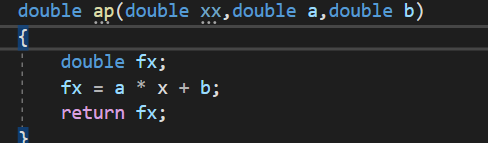 double ap(double xx,double a,double b)
{
double fx;
fx = a * x + b;
return fx;
}